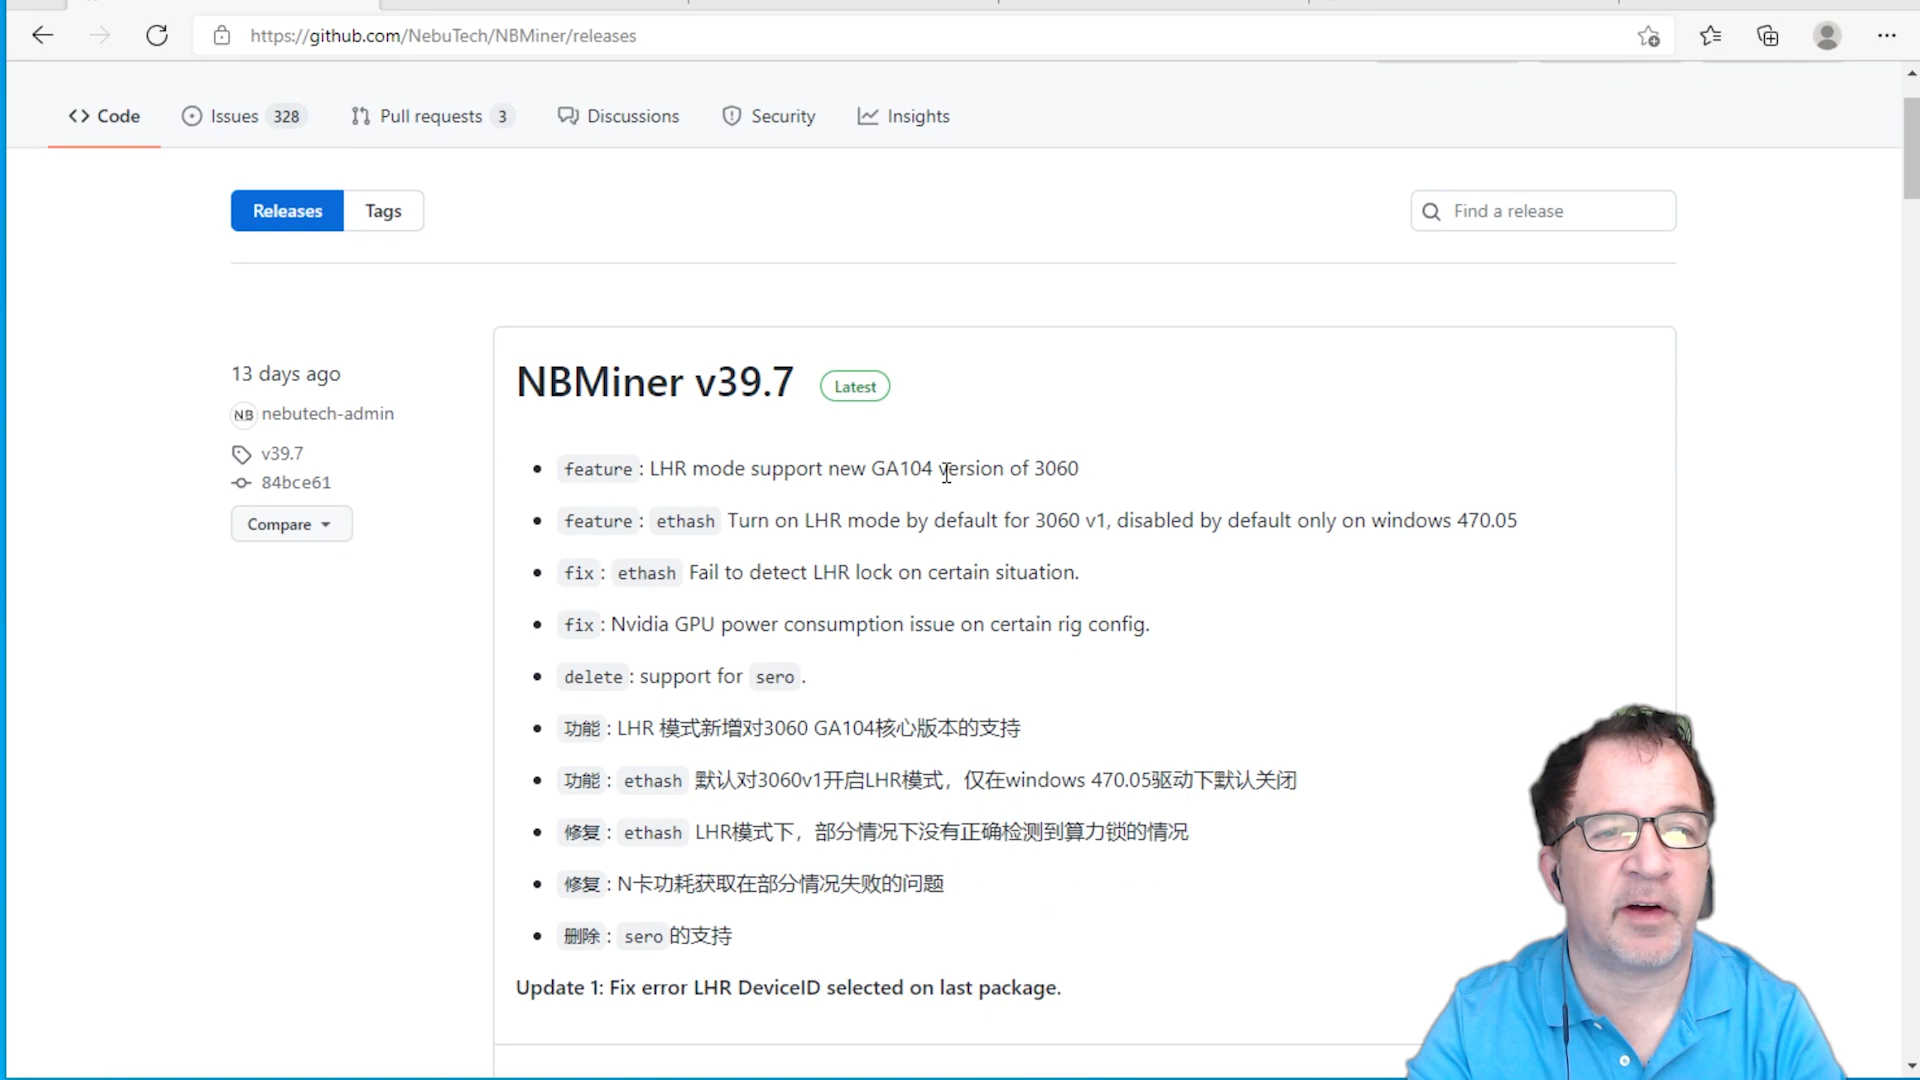 https://github.com/NebuTech/NBMiner/releases
Code
Issues 328
Pull requests 3
Discussions
Security
Insights
Releases
Tags
Find a release
13 days ago
NB nebutech-admin
v39.7
84bce61
Compare
NBMiner v39.7 Latest
feature: LHR mode support new GA104 version of 3060
feature: ethash Turn on LHR mode by default for 3060 v1, disabled by default only on windows 470.05
fix: ethash Fail to detect LHR lock on certain situation.
fix: Nvidia GPU power consumption issue on certain rig config.
delete: support for sero.
功能: LHR 模式新增对3060 GA104核心版本的支持
功能: ethash 默认对3060v1开启LHR模式，仅在windows 470.05驱动下默认关闭
修复: ethash LHR模式下，部分情况下没有正确检测到算力锁的情况
修复: N卡功耗获取在部分情况失败的问题
删除: sero的支持
Update 1: Fix error LHR DeviceID selected on last package.